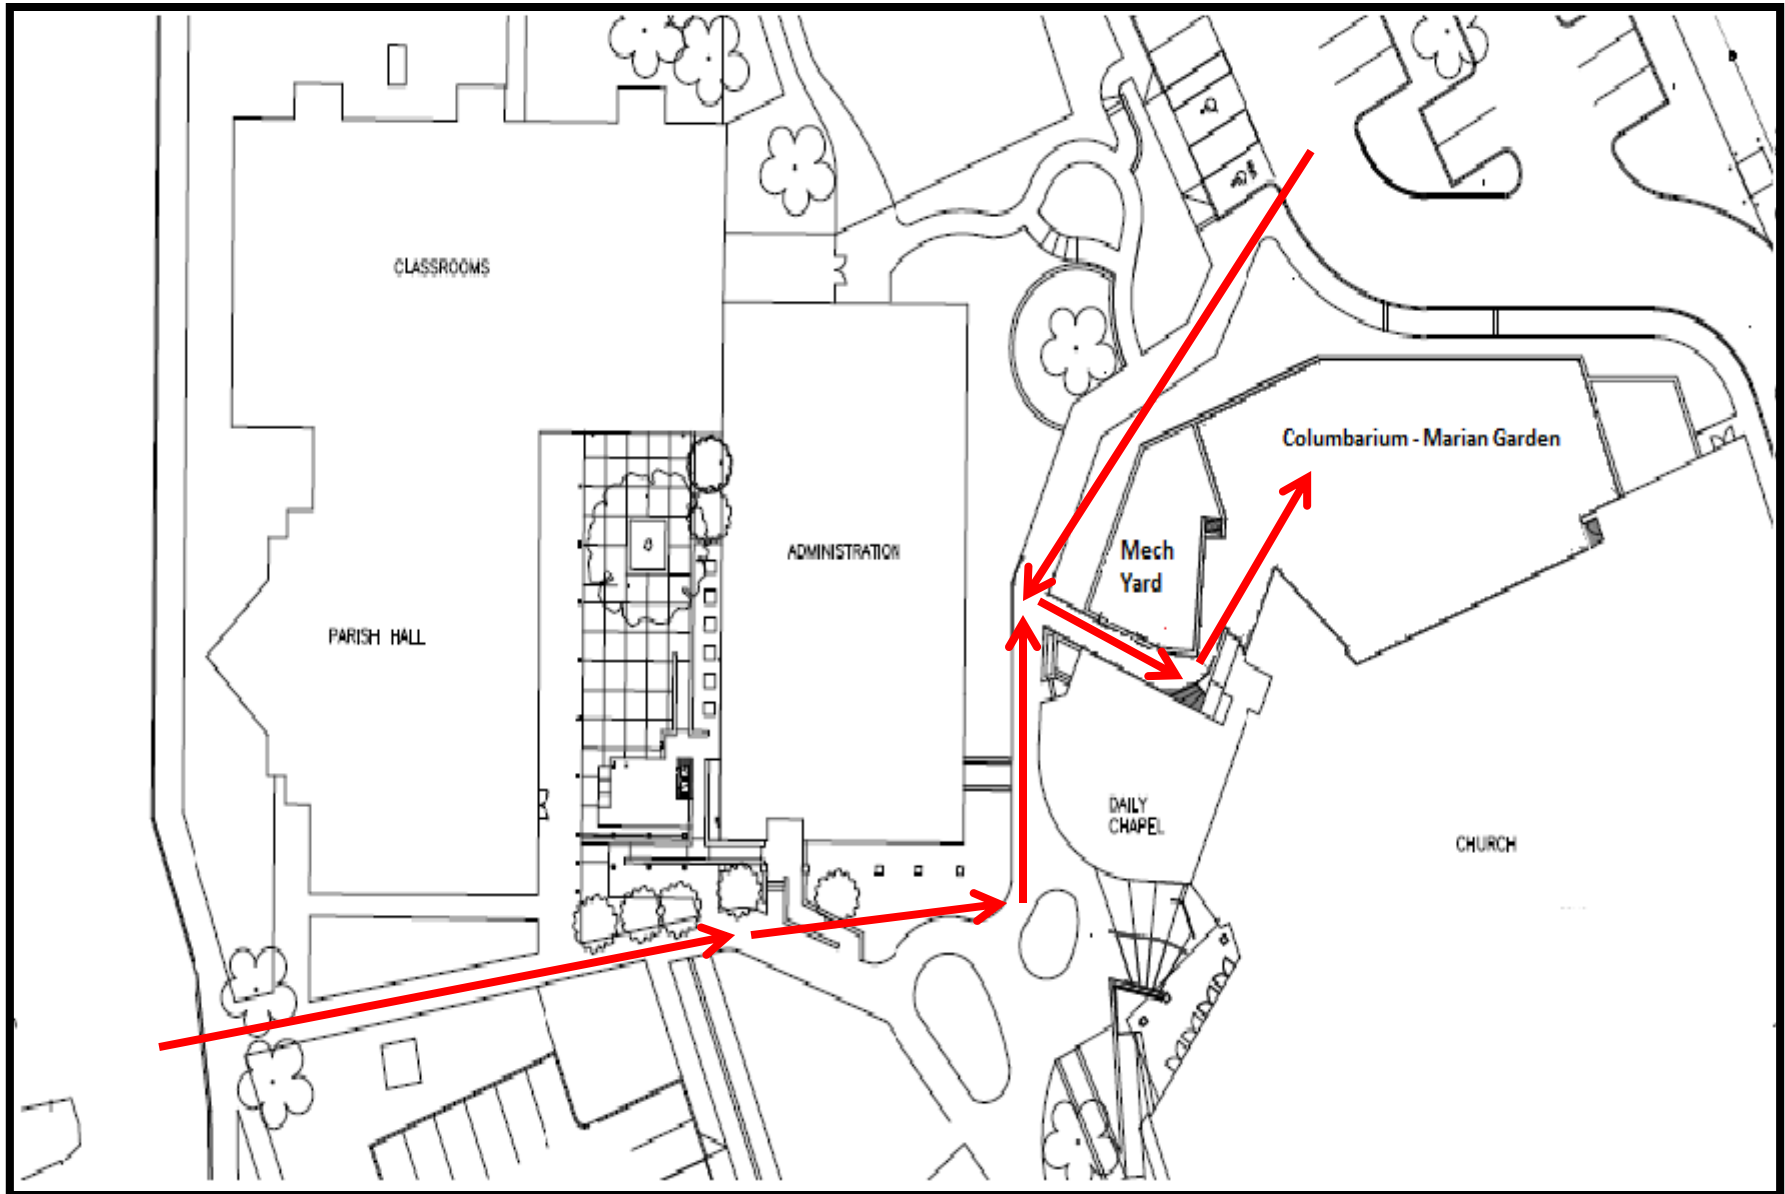 CLASSROOMS
Columbarium - Marian Garden
ADMINISTRATION
Mech
Yard
PARISH HALL
DAILY
CHAPEL
CHURCH